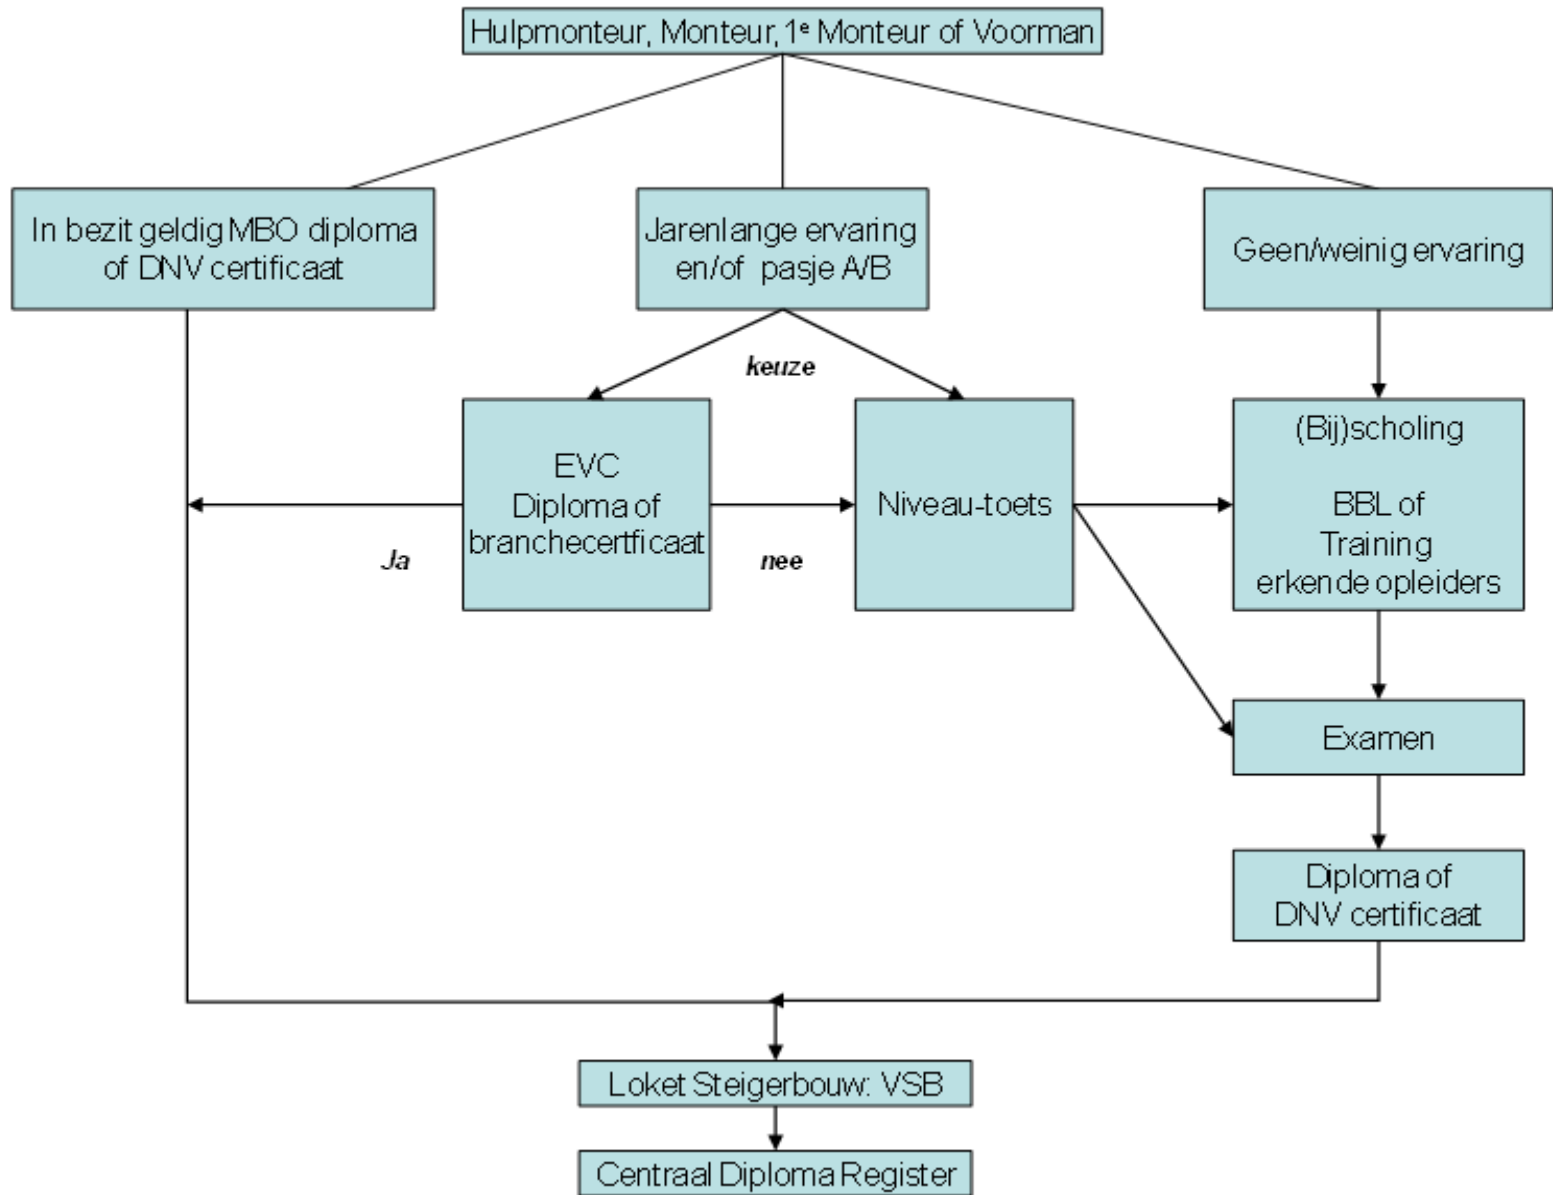 Hulpmonteur, Monteur, 1e Monteur of Voorman
In bezit geldig MBO diploma
of DNV certificaat
Jarenlange ervaring
en/of pasje A/B
Geen/weinig ervaring
keuze
EVC
Diploma of
branchecertficaat
Niveau-toets
(Bij)scholing
BBL of
Training
erkende opleiders
Ja
nee
Examen
Diploma of
DNV certificaat
Loket Steigerbouw: VSB
Centraal Diploma Register